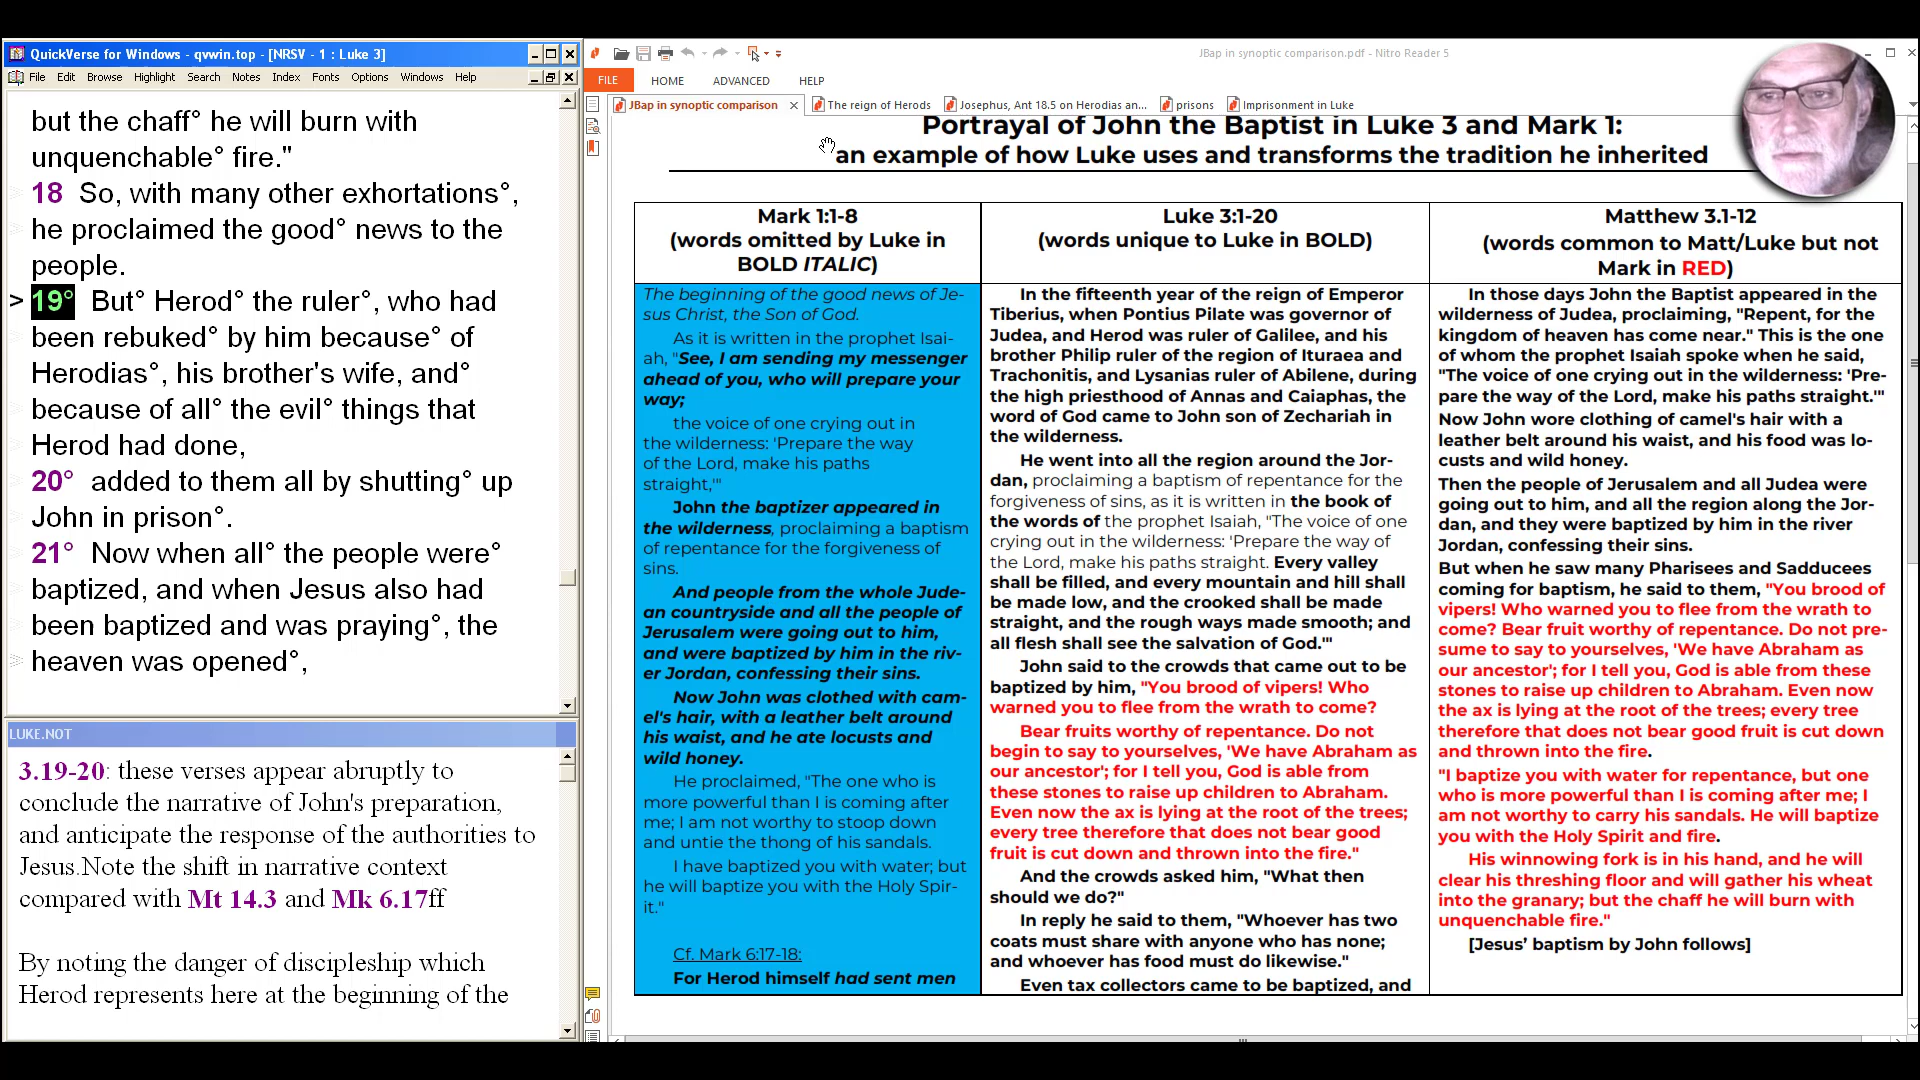 QuickVerse for Windows - qvwin.top - [NRSV - 1 : Luke 3]
File Edit Browse Highlight Search Notes Index Fonts Options Windows Help
but the chaff° he will burn with
unquenchable° fire."
18 So, with many other exhortations°,
he proclaimed the good° news to the
people.
> 19° But° Herod° the ruler°, who had
been rebuked° by him because° of
Herodias°, his brother's wife, and°
because of all° the evil° things that
Herod had done,
20° added to them all by shutting° up
John in prison°.
21° Now when all° the people were°
baptized, and when Jesus also had
been baptized and was praying°, the
heaven was opened°,
LUKE.NOT
3.19-20: these verses appear abruptly to
conclude the narrative of John's preparation,
and anticipate the response of the authorities to
Jesus.Note the shift in narrative context
compared with Mt 14.3 and Mk 6.17ff
By noting the danger of discipleship which
Herod represents here at the beginning of the
JBap in synoptic comparison.pdf - Nitro Reader 5
FILE HOME ADVANCED HELP
JBap in synoptic comparison The reign of Herods Josephus, Ant 18.5 on Herodias an... prisons Imprisonment in Luke
Portrayal of John the Baptist in Luke 3 and Mark 1:
an example of how Luke uses and transforms the tradition he inherited
Mark 1:1-8
(words omitted by Luke in
BOLD ITALIC)
The beginning of the good news of Je-
sus Christ, the Son of God.
As it is written in the prophet Isai-
ah, "See, I am sending my messenger
ahead of you, who will prepare your
way;
the voice of one crying out in
the wilderness: 'Prepare the way
of the Lord, make his paths
straight,'"
John the baptizer appeared in
the wilderness, proclaiming a baptism
of repentance for the forgiveness of
sins.
And people from the whole Jude-
an countryside and all the people of
Jerusalem were going out to him,
and were baptized by him in the riv-
er Jordan, confessing their sins.
Now John was clothed with cam-
el's hair, with a leather belt around
his waist, and he ate locusts and
wild honey.
He proclaimed, "The one who is
more powerful than I is coming after
me; I am not worthy to stoop down
and untie the thong of his sandals.
I have baptized you with water; but
he will baptize you with the Holy Spir-
it."
Cf. Mark 6:17-18:
For Herod himself had sent men
Luke 3:1-20
(words unique to Luke in BOLD)
In the fifteenth year of the reign of Emperor
Tiberius, when Pontius Pilate was governor of
Judea, and Herod was ruler of Galilee, and his
brother Philip ruler of the region of Ituraea and
Trachonitis, and Lysanias ruler of Abilene, during
the high priesthood of Annas and Caiaphas, the
word of God came to John son of Zechariah in
the wilderness.
He went into all the region around the Jor-
dan, proclaiming a baptism of repentance for the
forgiveness of sins, as it is written in the book of
the words of the prophet Isaiah, "The voice of one
crying out in the wilderness: 'Prepare the way of
the Lord, make his paths straight. Every valley
shall be filled, and every mountain and hill shall
be made low, and the crooked shall be made
straight, and the rough ways made smooth; and
all flesh shall see the salvation of God.'"
John said to the crowds that came out to be
baptized by him, "You brood of vipers! Who
warned you to flee from the wrath to come?
Bear fruits worthy of repentance. Do not
begin to say to yourselves, 'We have Abraham as
our ancestor'; for I tell you, God is able from
these stones to raise up children to Abraham.
Even now the ax is lying at the root of the trees;
every tree therefore that does not bear good
fruit is cut down and thrown into the fire."
And the crowds asked him, "What then
should we do?"
In reply he said to them, "Whoever has two
coats must share with anyone who has none;
and whoever has food must do likewise."
Even tax collectors came to be baptized, and
Matthew 3.1-12
(words common to Matt/Luke but not
Mark in RED)
In those days John the Baptist appeared in the
wilderness of Judea, proclaiming, "Repent, for the
kingdom of heaven has come near." This is the one
of whom the prophet Isaiah spoke when he said,
"The voice of one crying out in the wilderness: 'Pre-
pare the way of the Lord, make his paths straight.'"
Now John wore clothing of camel's hair with a
leather belt around his waist, and his food was lo-
custs and wild honey.
Then the people of Jerusalem and all Judea were
going out to him, and all the region along the Jor-
dan, and they were baptized by him in the river
Jordan, confessing their sins.
But when he saw many Pharisees and Sadducees
coming for baptism, he said to them, "You brood of
vipers! Who warned you to flee from the wrath to
come? Bear fruit worthy of repentance. Do not pre-
sume to say to yourselves, 'We have Abraham as
our ancestor'; for I tell you, God is able from these
stones to raise up children to Abraham. Even now
the ax is lying at the root of the trees; every tree
therefore that does not bear good fruit is cut down
and thrown into the fire.
"I baptize you with water for repentance, but one
who is more powerful than I is coming after me; I
am not worthy to carry his sandals. He will baptize
you with the Holy Spirit and fire.
His winnowing fork is in his hand, and he will
clear his threshing floor and will gather his wheat
into the granary; but the chaff he will burn with
unquenchable fire."
[Jesus' baptism by John follows]